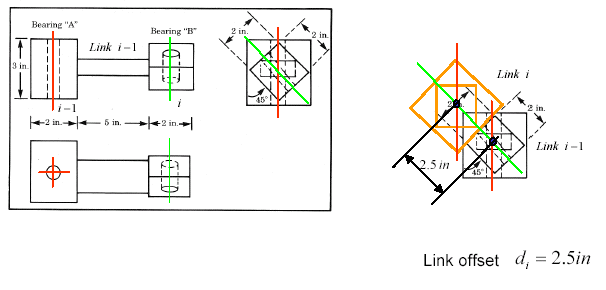 Bearing "A"
Bearing "B"
Link i–1
3 in.
i–1
i
2 in.
5 in.
2 in.
2 in.
2 in.
45°
Link i
2 in.
Link i–1
2.5 in
45°
Link offset dᵢ = 2.5in